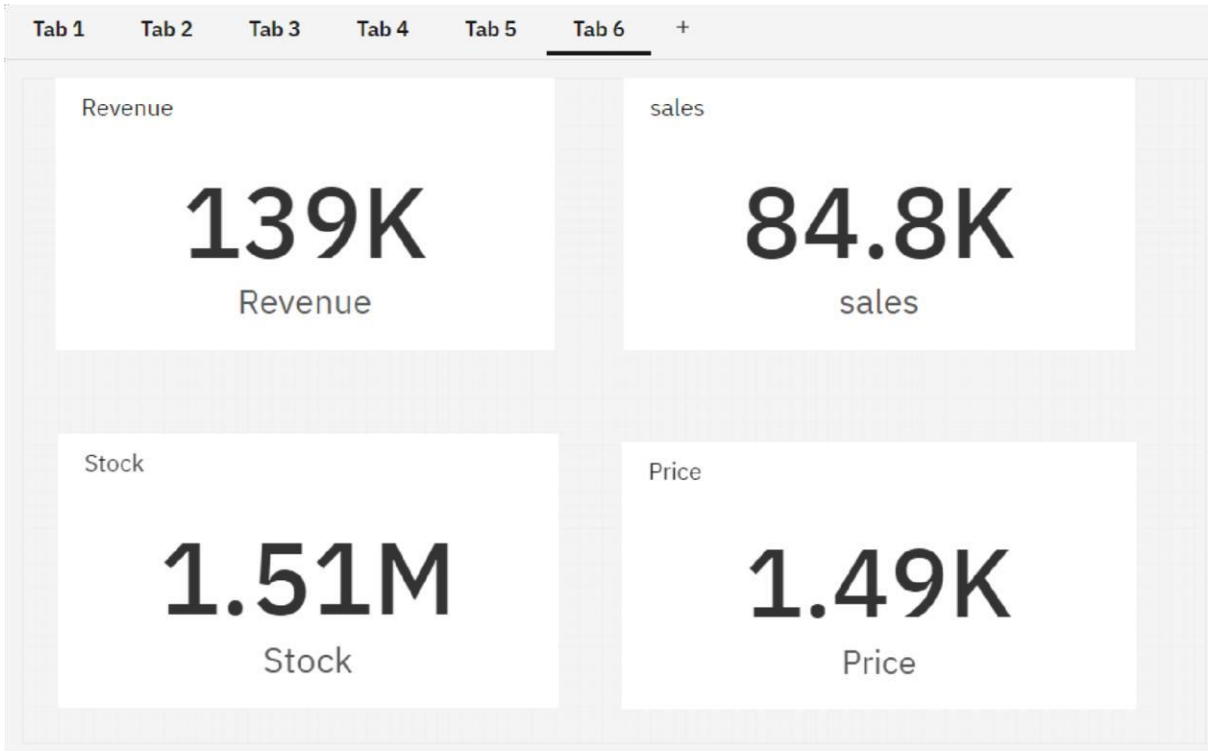 Tab 1 Tab 2 Tab 3 Tab 4 Tab 5 Tab 6 +
Revenue
139K
Revenue
sales
84.8K
sales
Stock
1.51M
Stock
Price
1.49K
Price